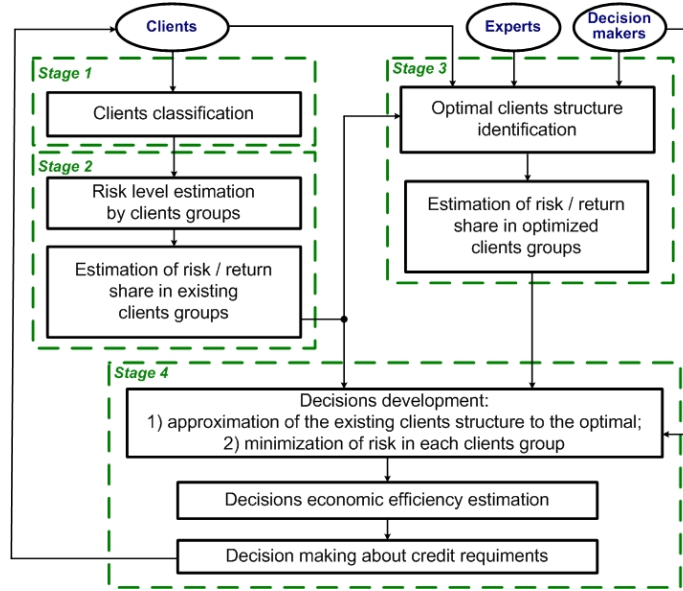 Clients
Experts
Decision
makers
Stage 1
Clients classification
Stage 2
Risk level estimation
by clients groups
Estimation of risk / return
share in existing
clients groups
Stage 3
Optimal clients structure
identification
Estimation of risk / return
share in optimized
clients groups
Stage 4
Decisions development:
1) approximation of the existing clients structure to the optimal;
2) minimization of risk in each clients group
Decisions economic efficiency estimation
Decision making about credit requiments